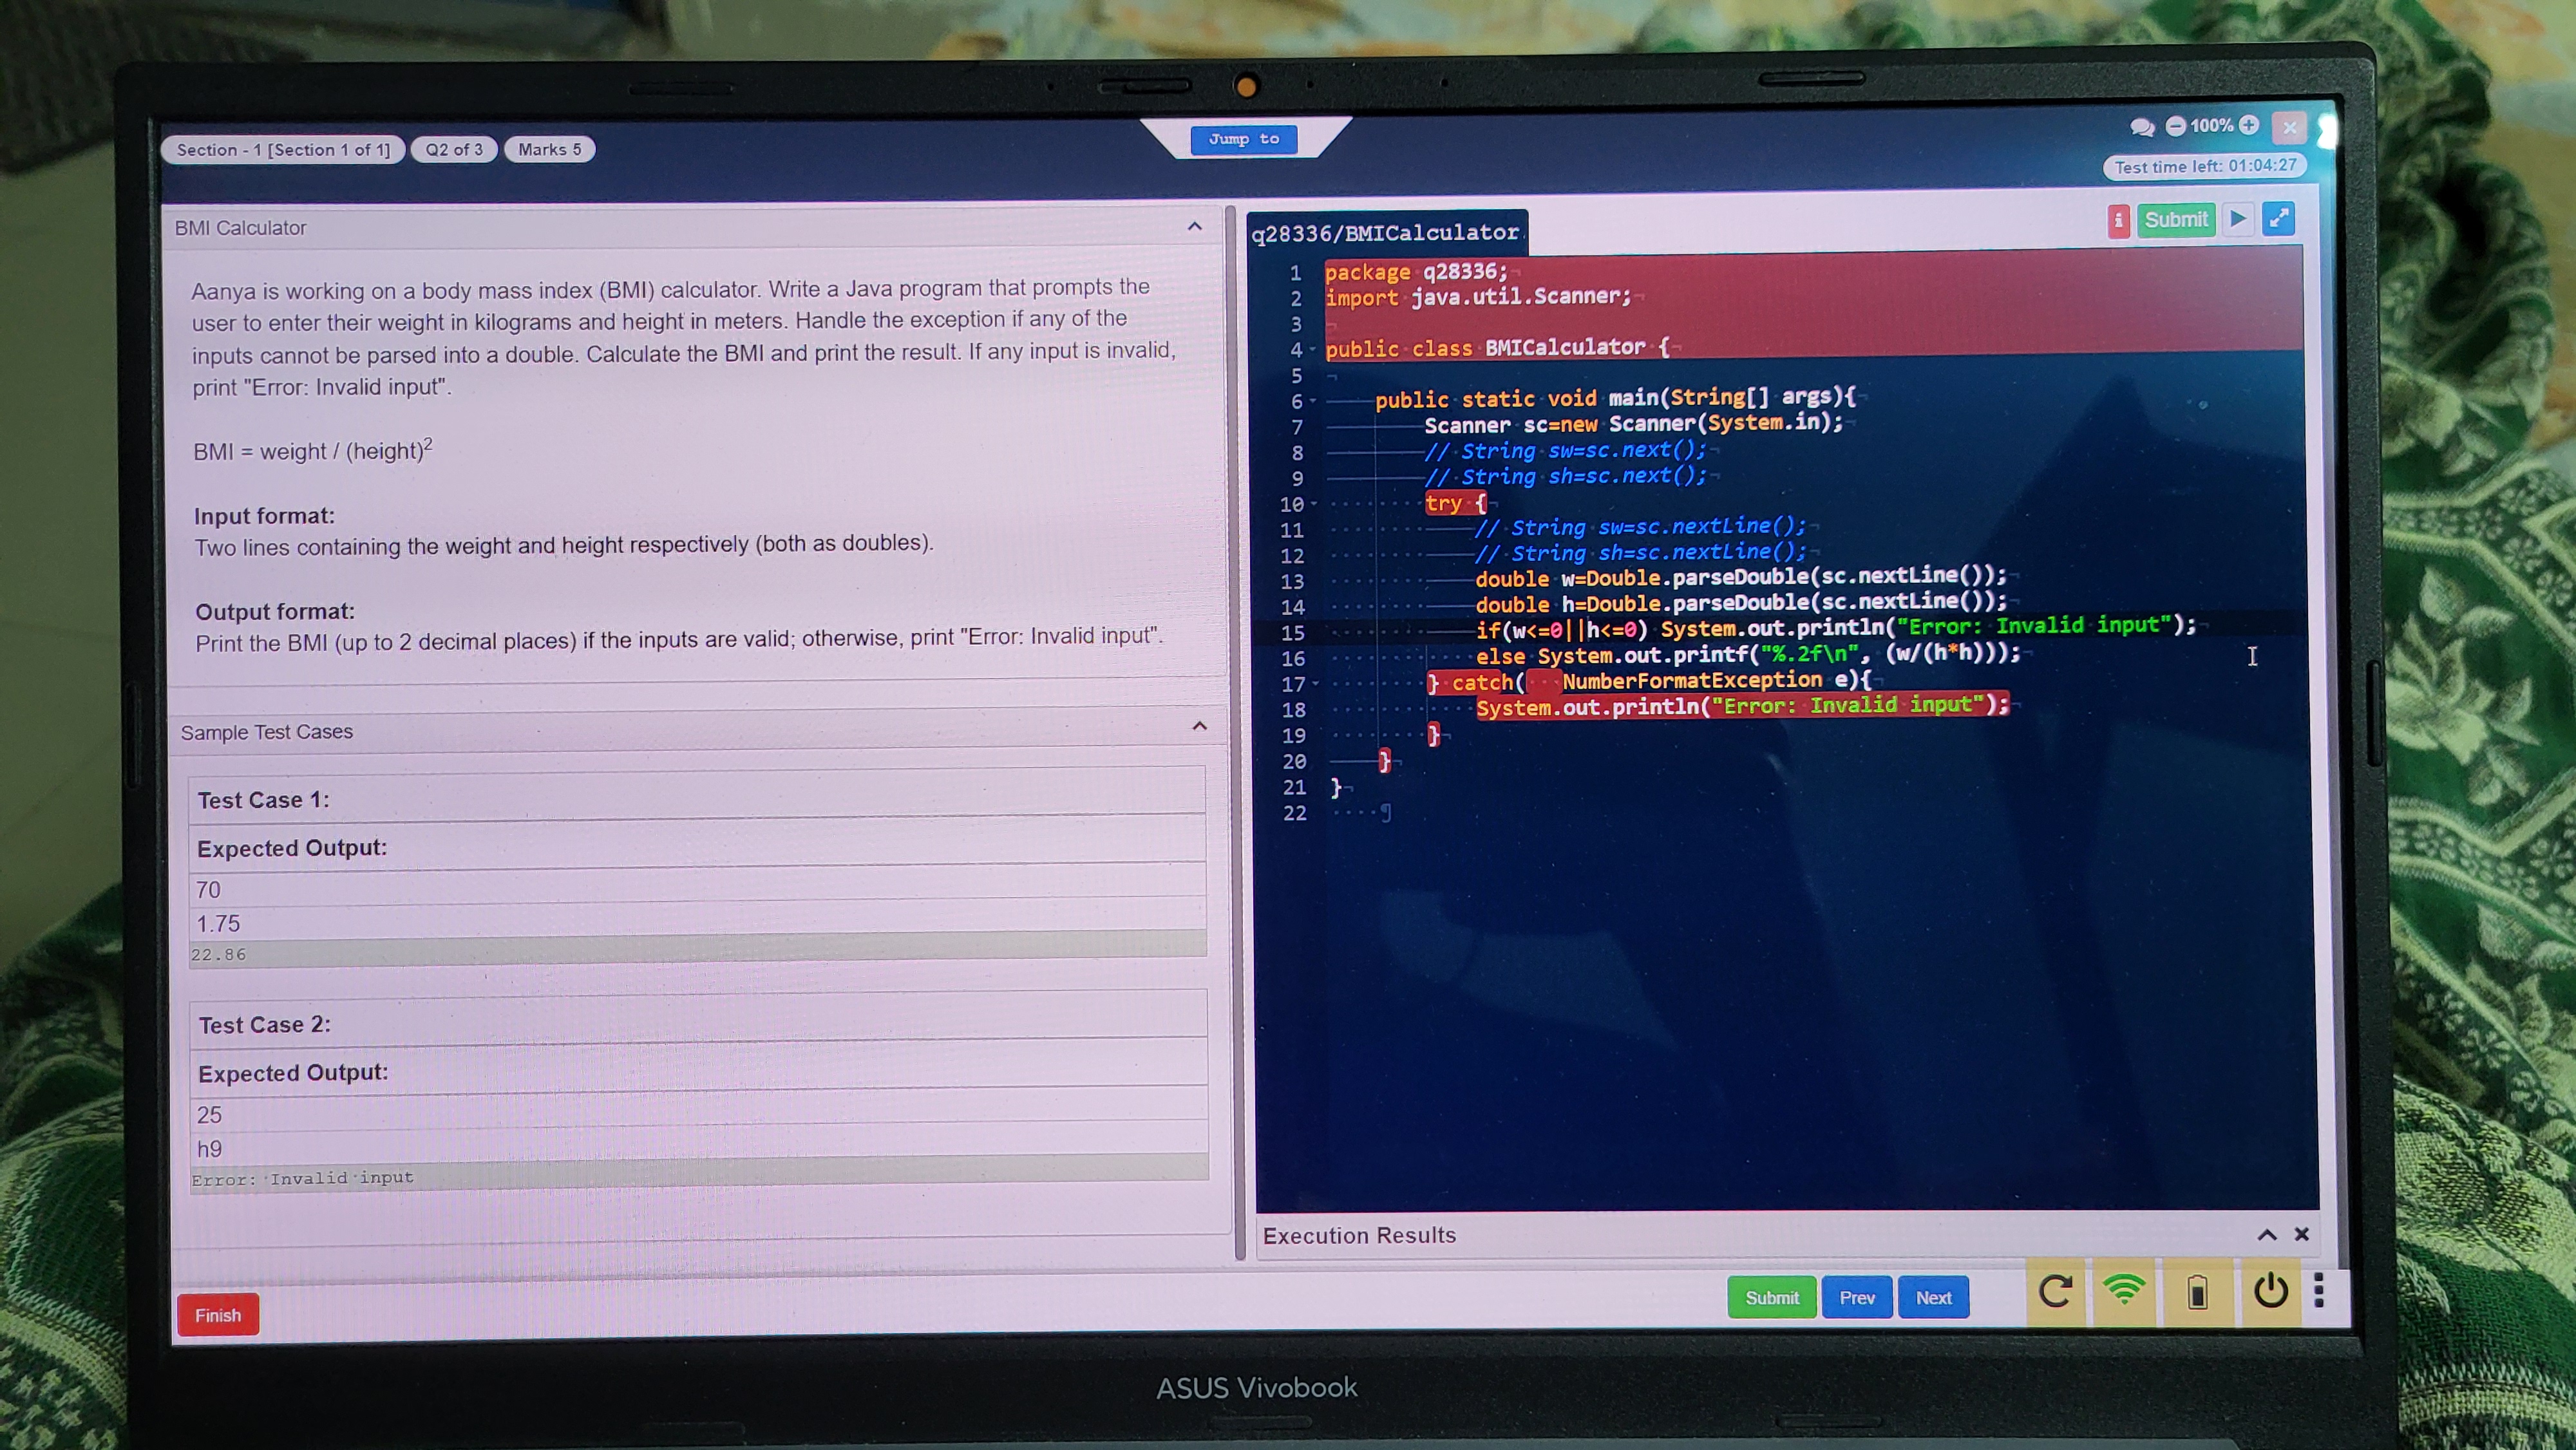 Section - 1 [Section 1 of 1] Q2 of 3 Marks 5
Jump to
100%
Test time left: 01:04:27
BMI Calculator
Aanya is working on a body mass index (BMI) calculator. Write a Java program that prompts the
user to enter their weight in kilograms and height in meters. Handle the exception if any of the
inputs cannot be parsed into a double. Calculate the BMI and print the result. If any input is invalid,
print "Error: Invalid input".
BMI = weight / (height)2
Input format:
Two lines containing the weight and height respectively (both as doubles).
Output format:
Print the BMI (up to 2 decimal places) if the inputs are valid; otherwise, print "Error: Invalid input".
Sample Test Cases
Test Case 1:
Expected Output:
70
1.75
22.86
Test Case 2:
Expected Output:
25
h9
Error: Invalid input
q28336/BMICalculator
Submit
1 package q28336;
2 import java.util.Scanner;
3
4 public class BMICalculator {
5
6 public static void main(String[] args){
7 Scanner sc=new Scanner(System.in);
8 // String sw=sc.next();
9 // String sh=sc.next();
10 try {
11 // String sw=sc.nextLine();
12 // String sh=sc.nextLine();
13 double w=Double.parseDouble(sc.nextLine());
14 double h=Double.parseDouble(sc.nextLine());
15 if(w<=0||h<=0) System.out.println("Error: Invalid input");
16 else System.out.printf("%.2f\n", (w/(h*h)));
17 } catch( NumberFormatException e){
18 System.out.println("Error: Invalid input");
19 }
20 }
21 }
22
Execution Results
Finish
Submit Prev Next
ASUS Vivobook